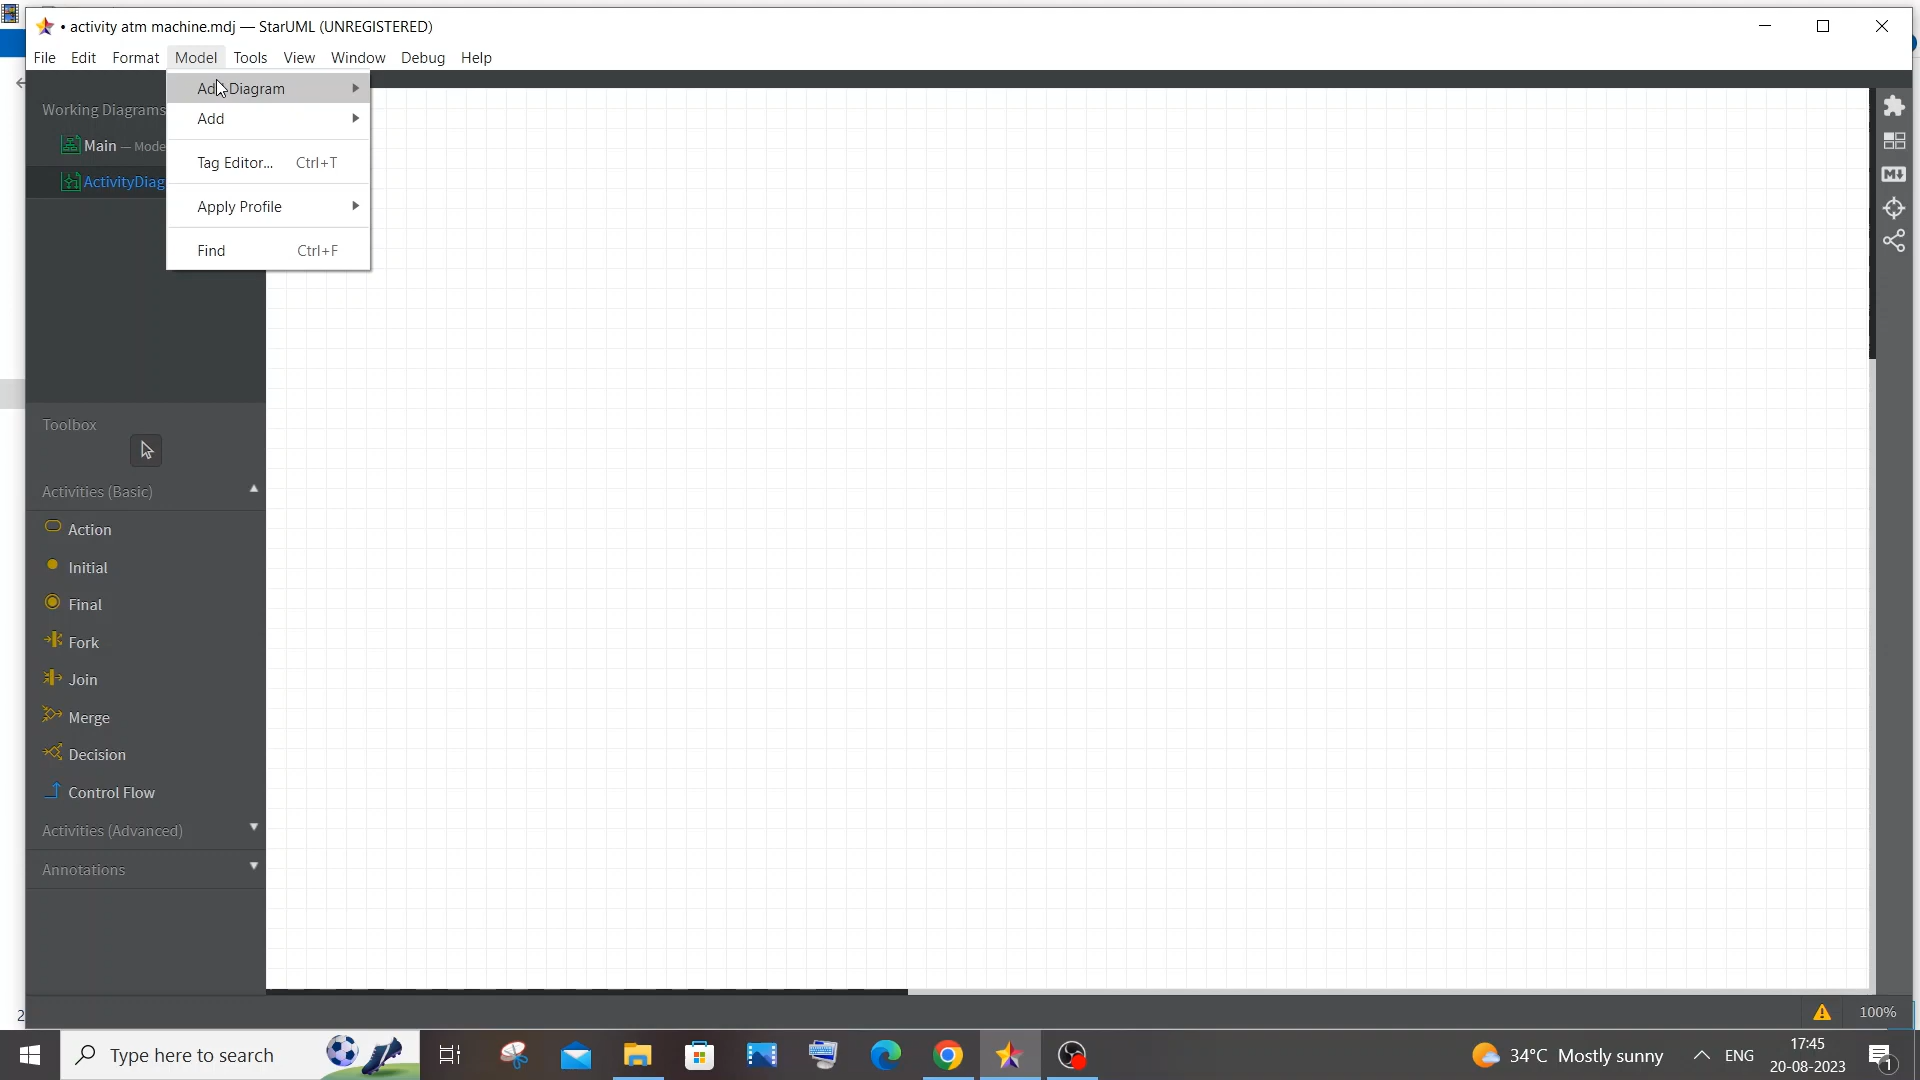 • activity atm machine.mdj — StarUML (UNREGISTERED)
File Edit Format Model Tools View Window Debug Help
Add Diagram
Add
Tag Editor... Ctrl+T
Apply Profile
Find Ctrl+F
Working Diagrams
Main — Mode
ActivityDiag
Toolbox
Activities (Basic)
Action
Initial
Final
Fork
Join
Merge
Decision
Control Flow
Activities (Advanced)
Annotations
M
2
100%
Type here to search
34°C Mostly sunny
ENG
17:45
20-08-2023
1